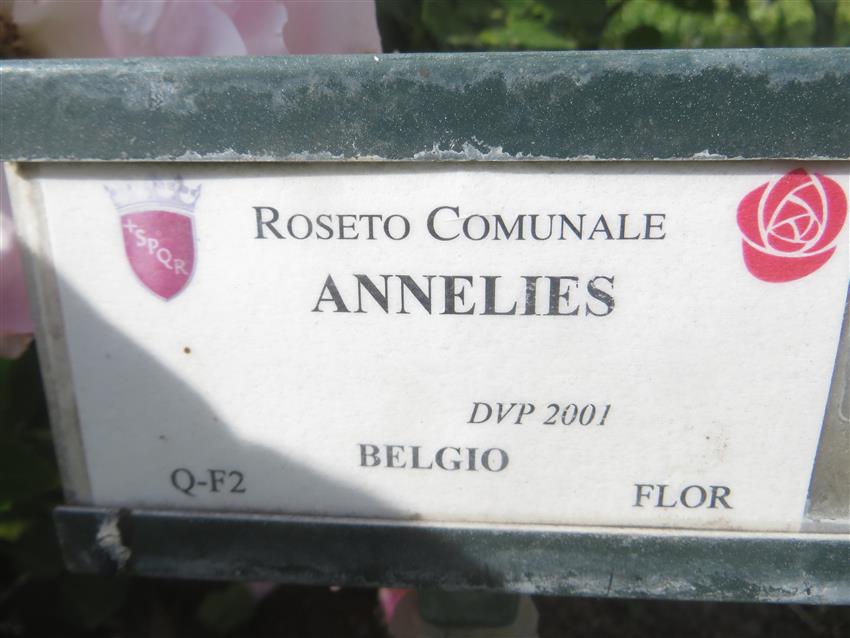 +SPQR
ROSETO COMUNALE
ANNELIES
DVP 2001
BELGIO
Q-F2
FLOR